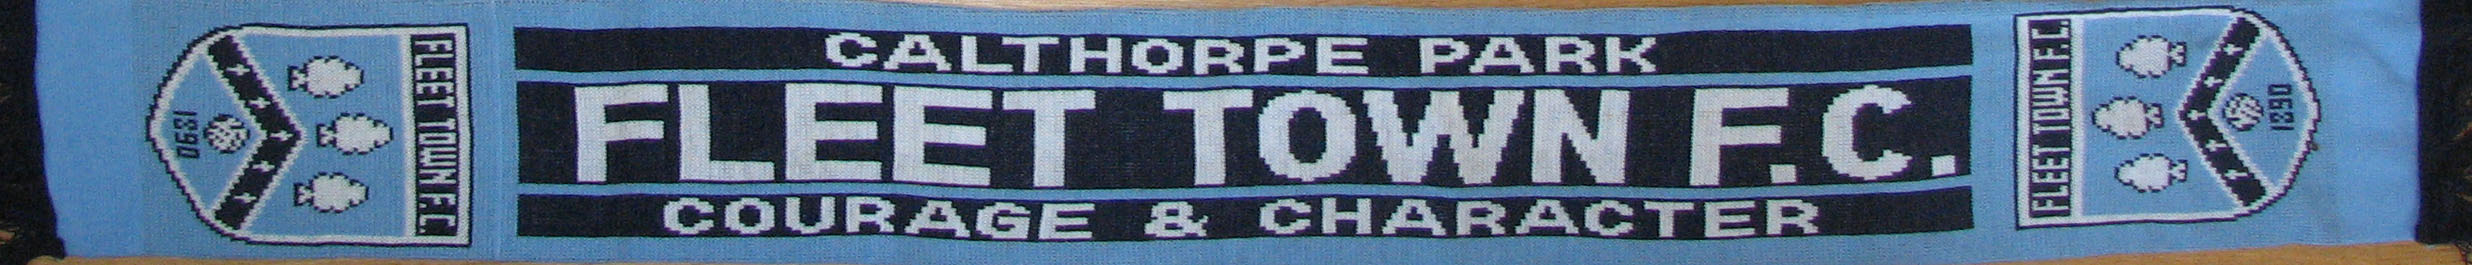 FLEET TOWN F.C.
1890
CALTHORPE PARK
FLEET TOWN F.C.
COURAGE & CHARACTER
FLEET TOWN F.C.
1890